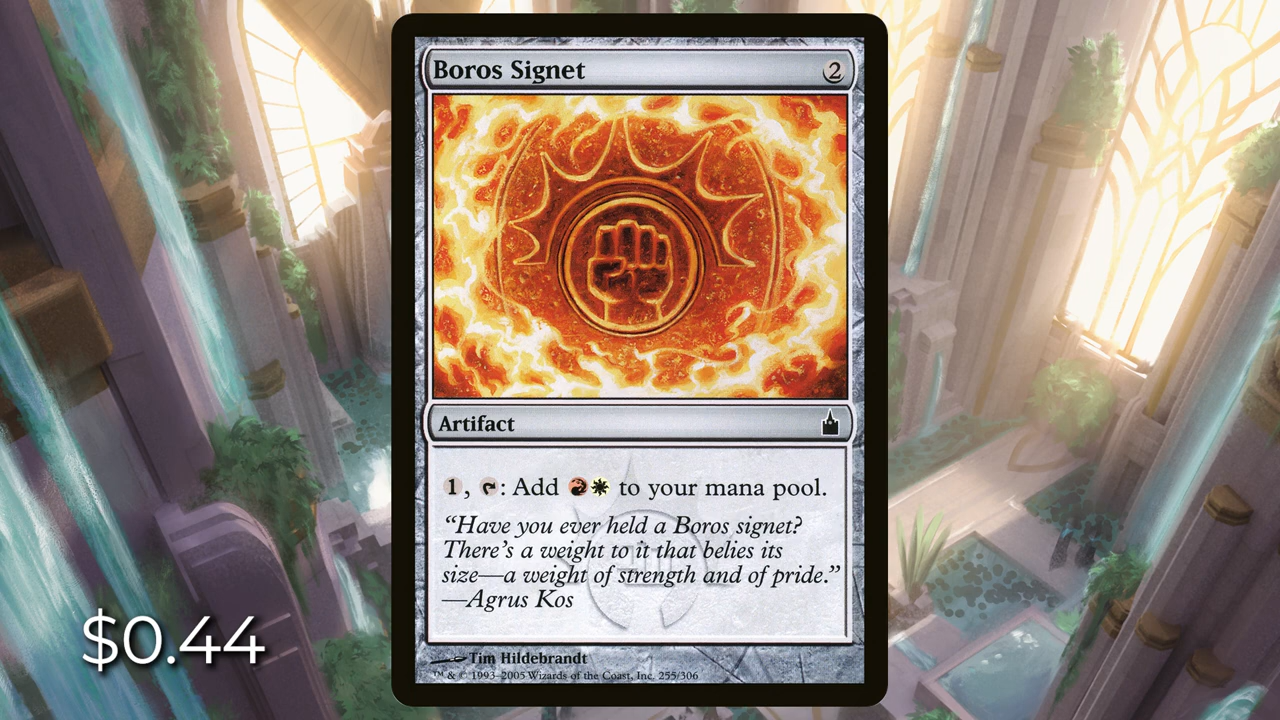 Boros Signet 2
Artifact
1, : Add to your mana pool.
“Have you ever held a Boros signet?
There’s a weight to it that belies its
size—a weight of strength and of pride.”
—Agrus Kos
Tim Hildebrandt
™ & © 1993–2005 Wizards of the Coast, Inc. 255/306
$0.44